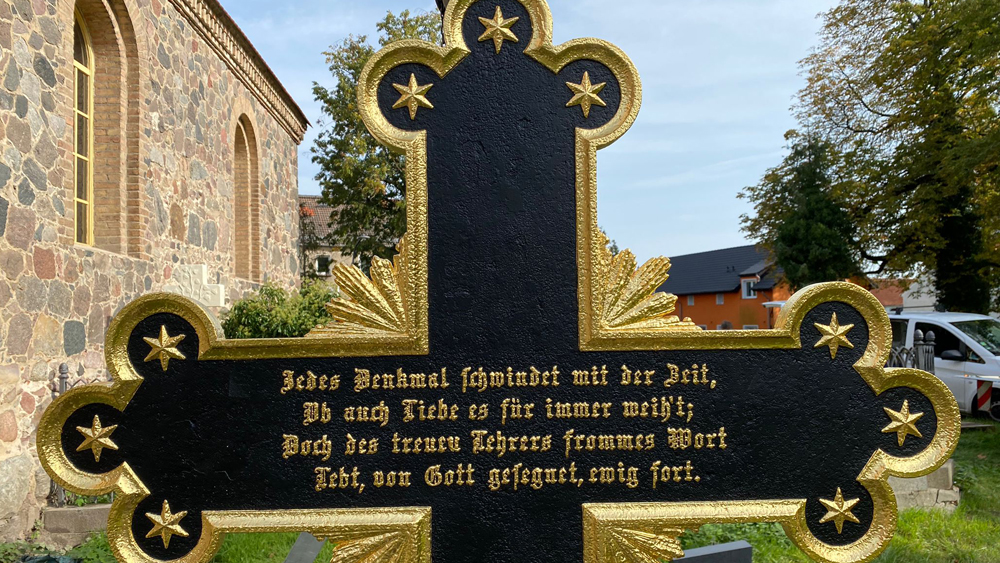 Jedes Denkmal schwindet mit der Zeit,
Ob auch Liebe es für immer weih't;
Doch des treuen Lehrers frommes Wort
Lebt, von Gott gesegnet, ewig fort.